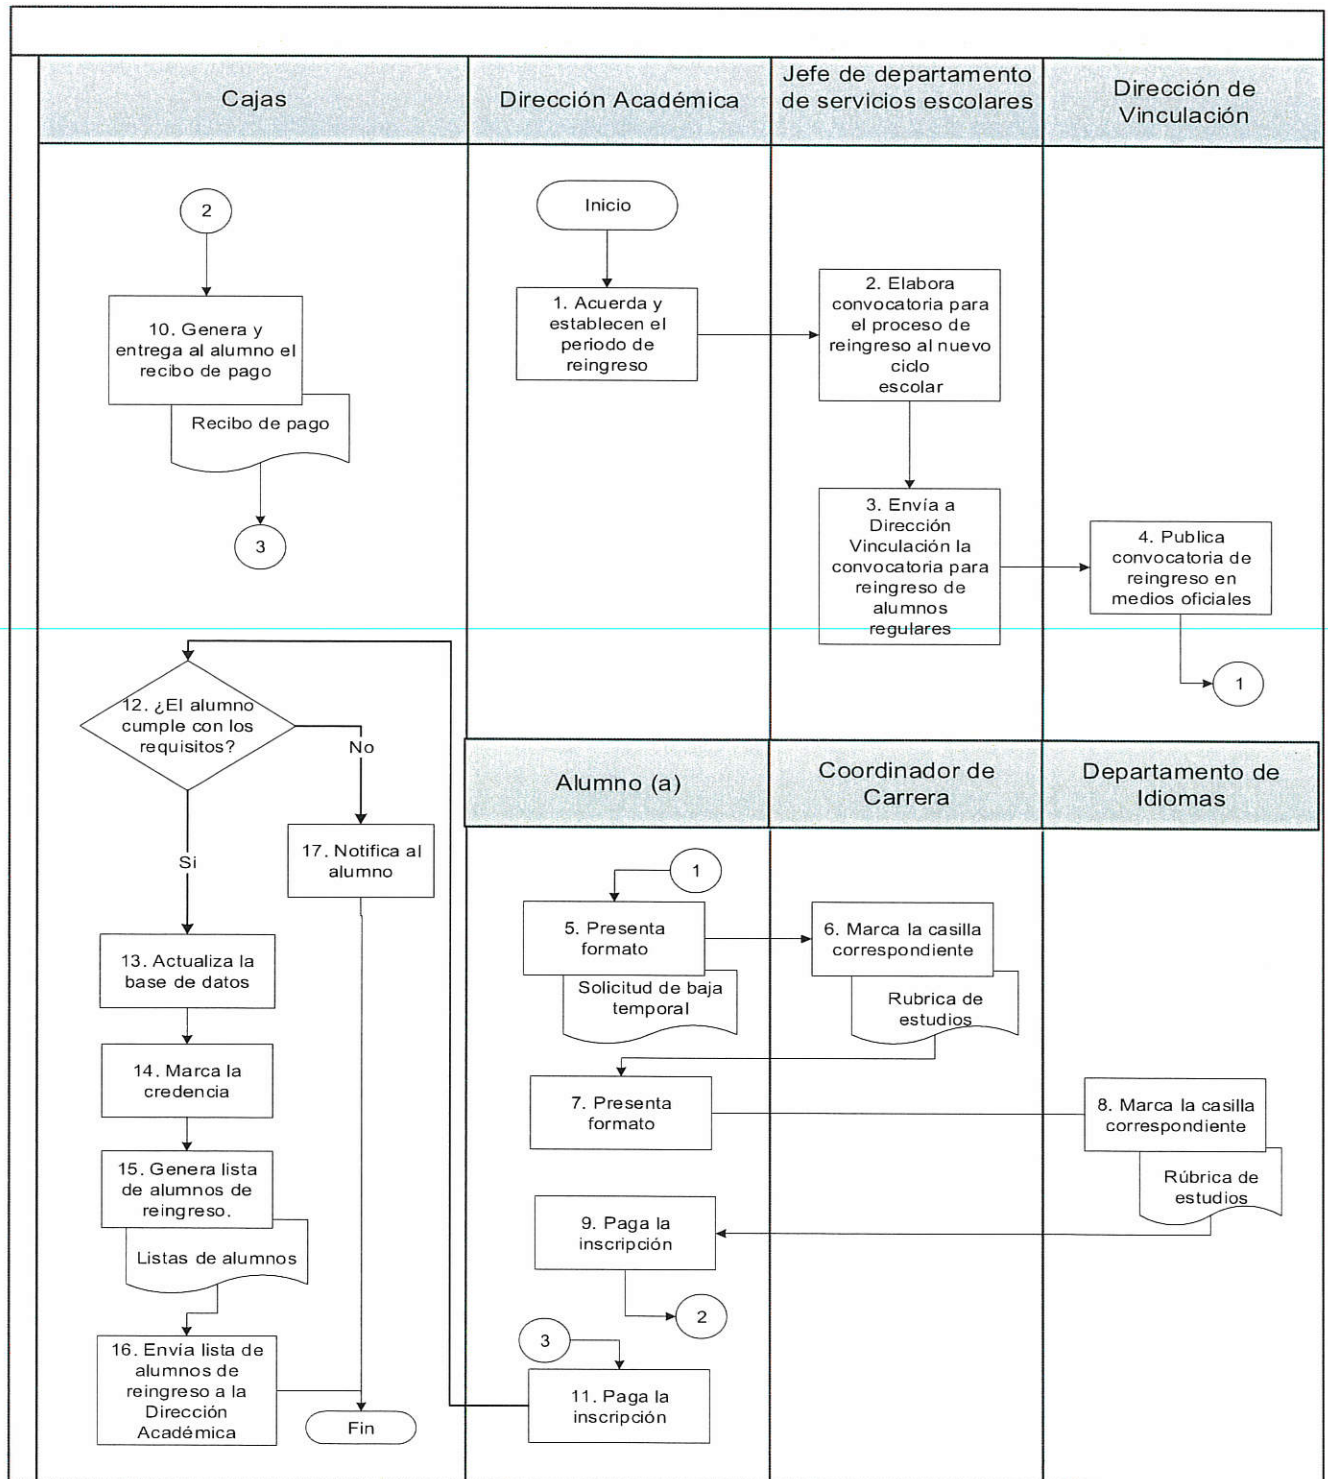 Cajas
Dirección Académica
Jefe de departamento
de servicios escolares
Dirección de
Vinculación
2
10. Genera y
entrega al alumno el
recibo de pago
Recibo de pago
3
Inicio
1. Acuerda y
establecen el
periodo de
reingreso
2. Elabora
convocatoria para
el proceso de
reingreso al nuevo
ciclo
escolar
3. Envía a
Dirección
Vinculación la
convocatoria para
reingreso de
alumnos
regulares
4. Publica
convocatoria de
reingreso en
medios oficiales
1
12. ¿El alumno
cumple con los
requisitos?
No
Si
17. Notifica al
alumno
13. Actualiza la
base de datos
14. Marca la
credencia
15. Genera lista
de alumnos de
reingreso.
Listas de alumnos
16. Envía lista de
alumnos de
reingreso a la
Dirección
Académica
Fin
Alumno (a)
Coordinador de
Carrera
Departamento de
Idiomas
1
5. Presenta
formato
Solicitud de baja
temporal
6. Marca la casilla
correspondiente
Rubrica de
estudios
7. Presenta
formato
8. Marca la casilla
correspondiente
Rúbrica de
estudios
9. Paga la
inscripción
2
3
11. Paga la
inscripción